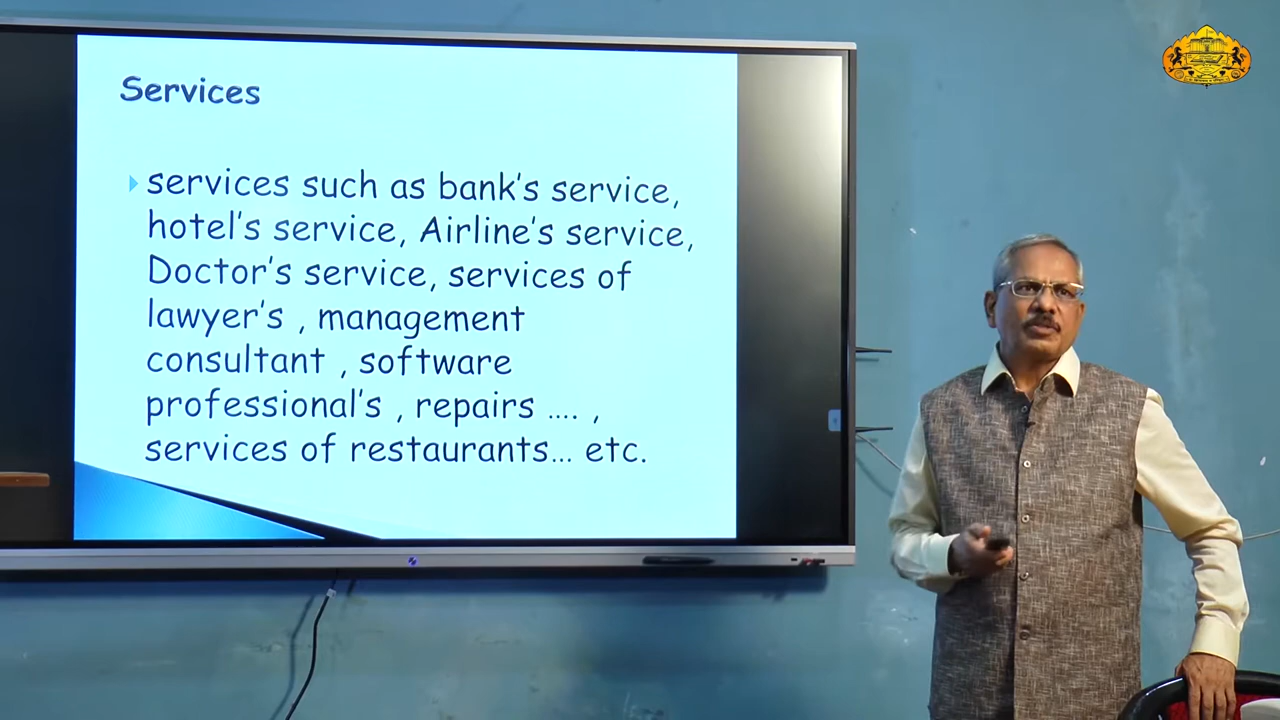 Services
services such as bank's service,
hotel's service, Airline's service,
Doctor's service, services of
lawyer's , management
consultant , software
professional's , repairs .... ,
services of restaurants... etc.